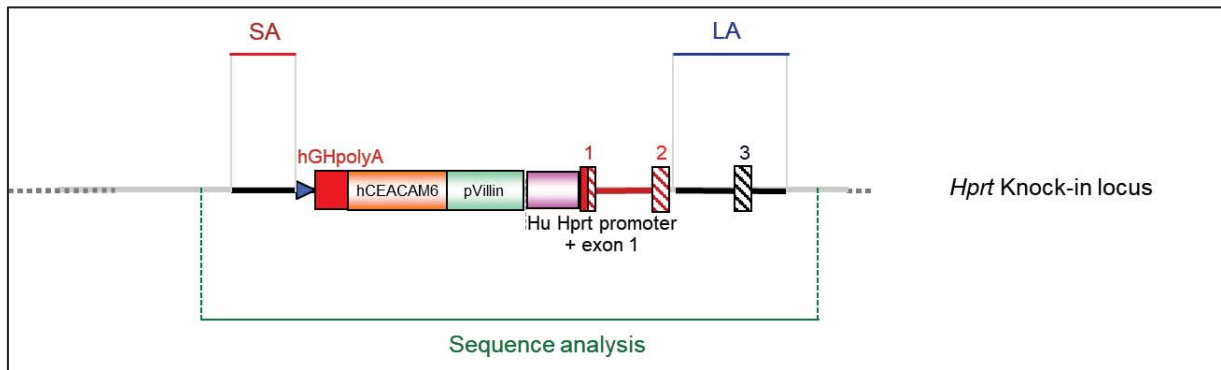 SA
LA
hGHpolyA
1
2
3
hCEACAM6
pVillin
Hprt Knock-in locus
Hu Hprt promoter
+ exon 1
Sequence analysis